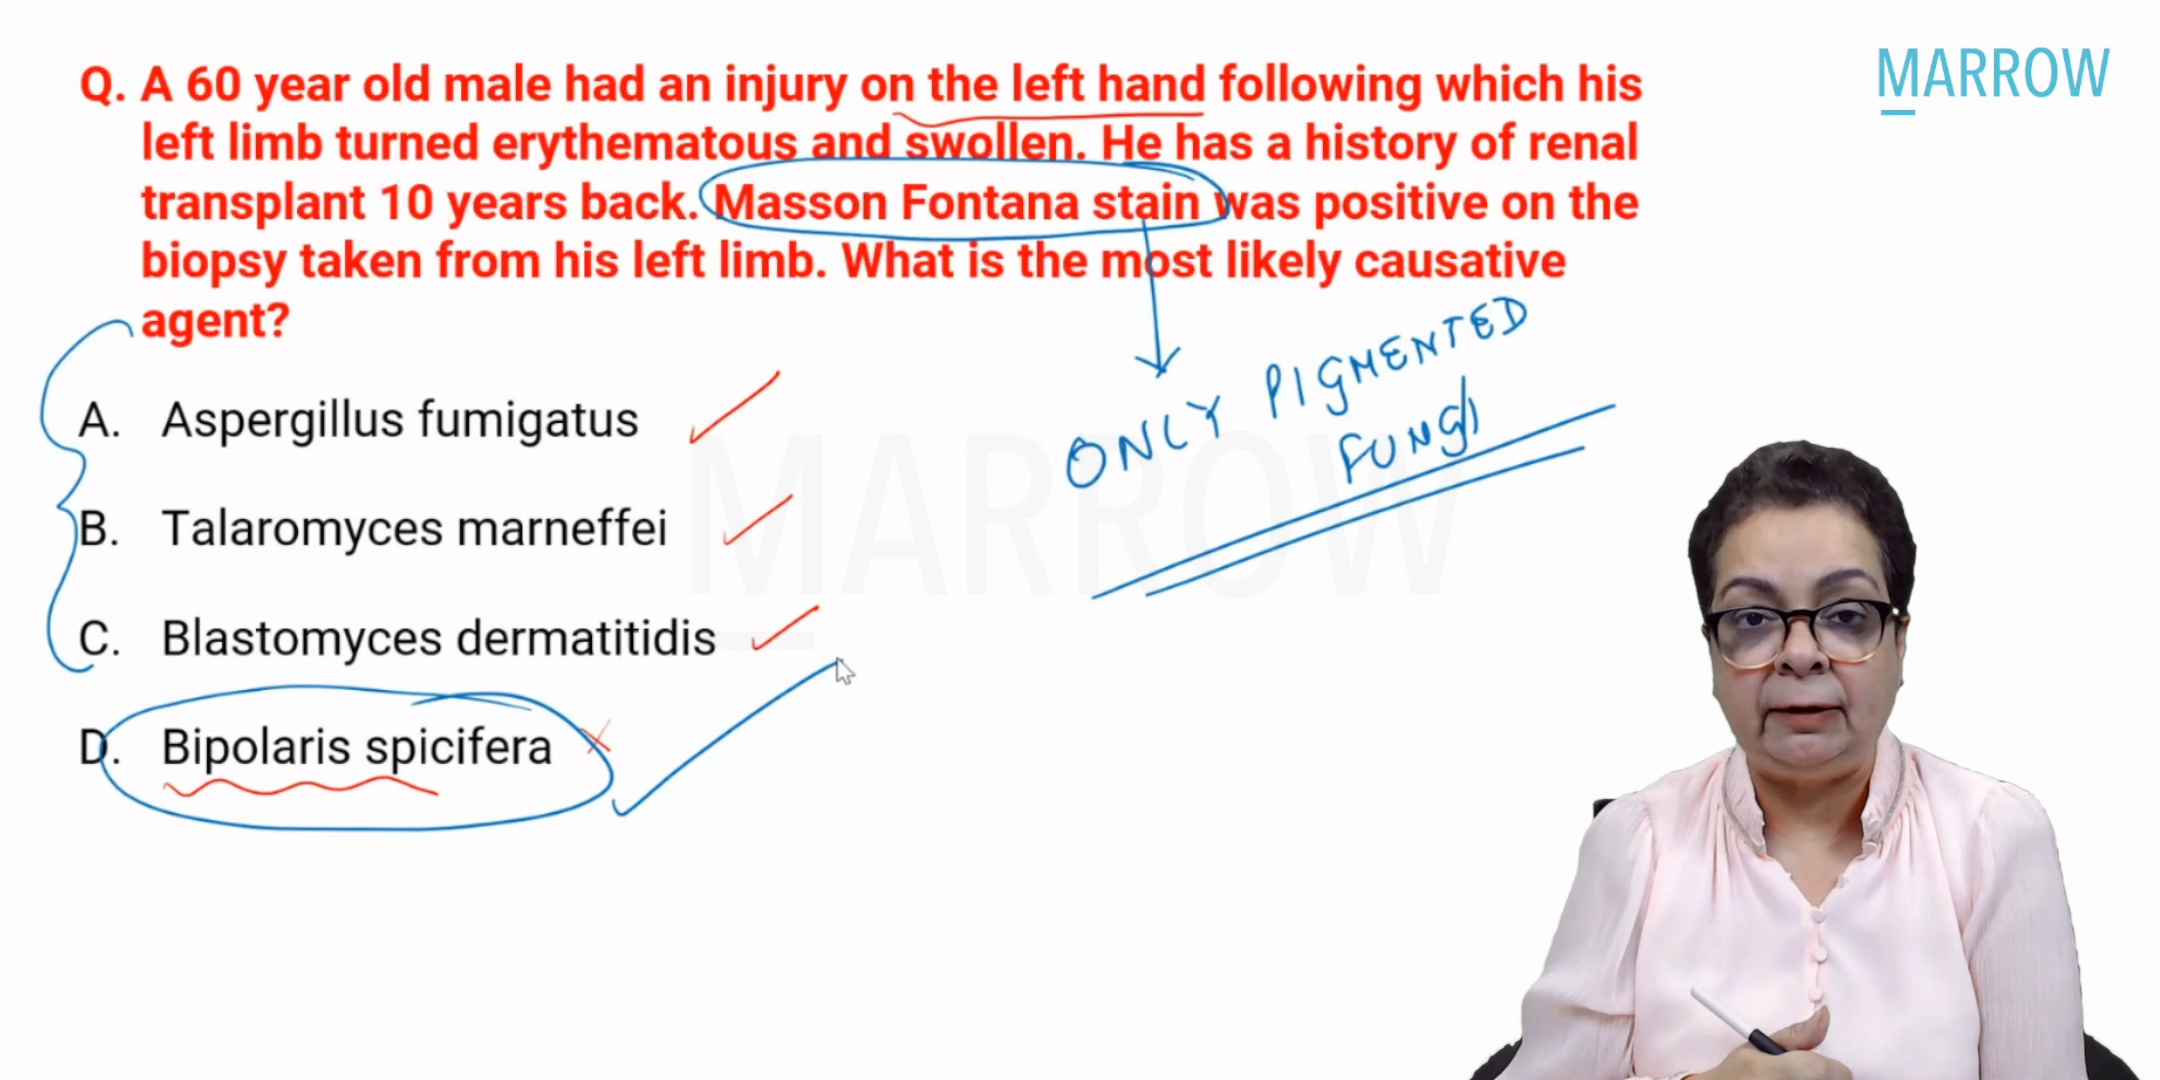 MARROW
Q. A 60 year old male had an injury on the left hand following which his
left limb turned erythematous and swollen. He has a history of renal
transplant 10 years back. Masson Fontana stain was positive on the
biopsy taken from his left limb. What is the most likely causative
agent?
ONLY PIGMENTED
FUNGI
A. Aspergillus fumigatus
B. Talaromyces marneffei
C. Blastomyces dermatitidis
D. Bipolaris spicifera
MARROW